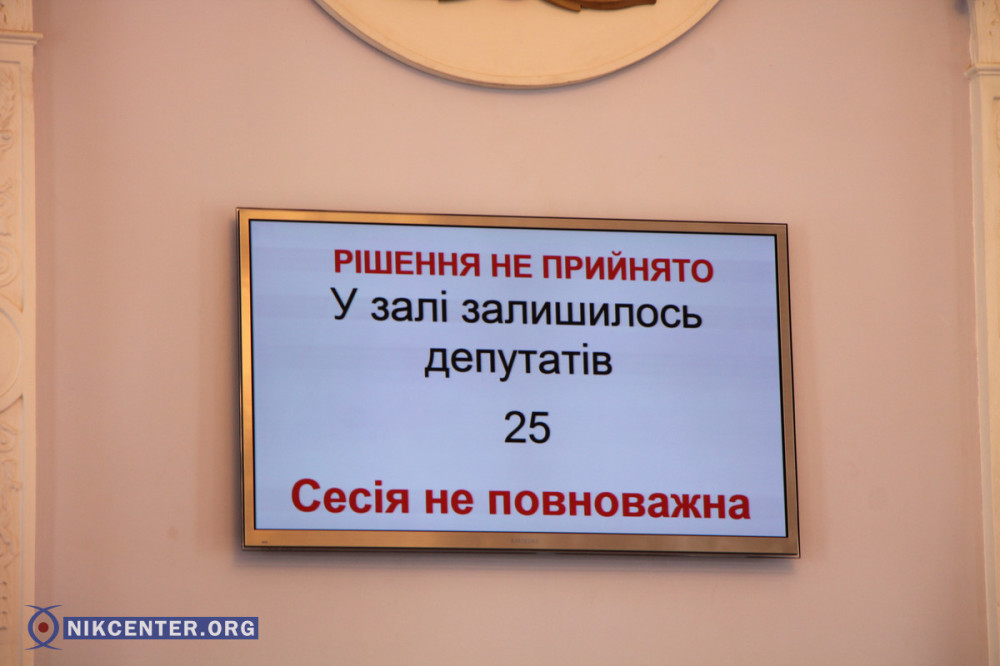 РІШЕННЯ НЕ ПРИЙНЯТО
У залі залишилось
депутатів
25
Сесія не повноважна
NIKCENTER.ORG